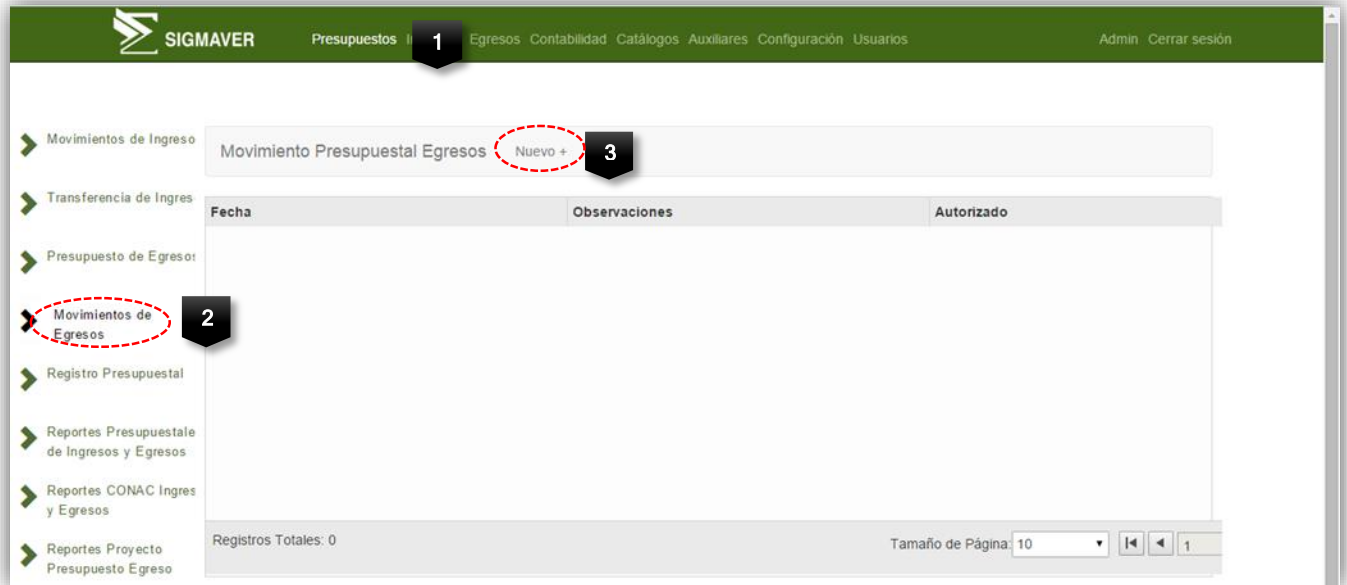 SIGMAVER
Presupuestos
1
Egresos Contabilidad Catálogos Auxiliares Configuración Usuarios
Admin Cerrar sesión
Movimientos de Ingreso
Movimiento Presupuestal Egresos
Nuevo +
3
Transferencia de Ingres
Fecha
Observaciones
Autorizado
Presupuesto de Egresos
Movimientos de
Egresos
2
Registro Presupuestal
Reportes Presupuestale
de Ingresos y Egresos
Reportes CONAC Ingres
y Egresos
Reportes Proyecto
Presupuesto Egreso
Registros Totales: 0
Tamaño de Página: 10
1